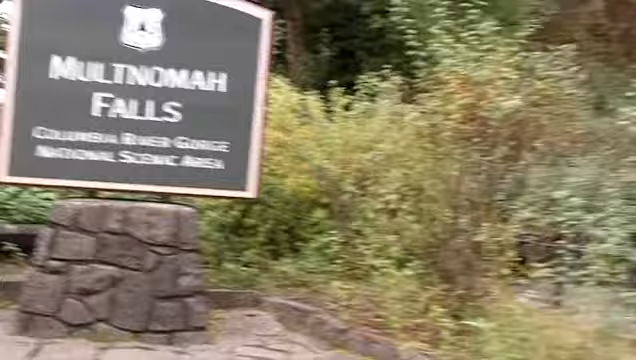 MULTNOMAH
FALLS
COLUMBIA RIVER GORGE
NATIONAL SCENIC AREA